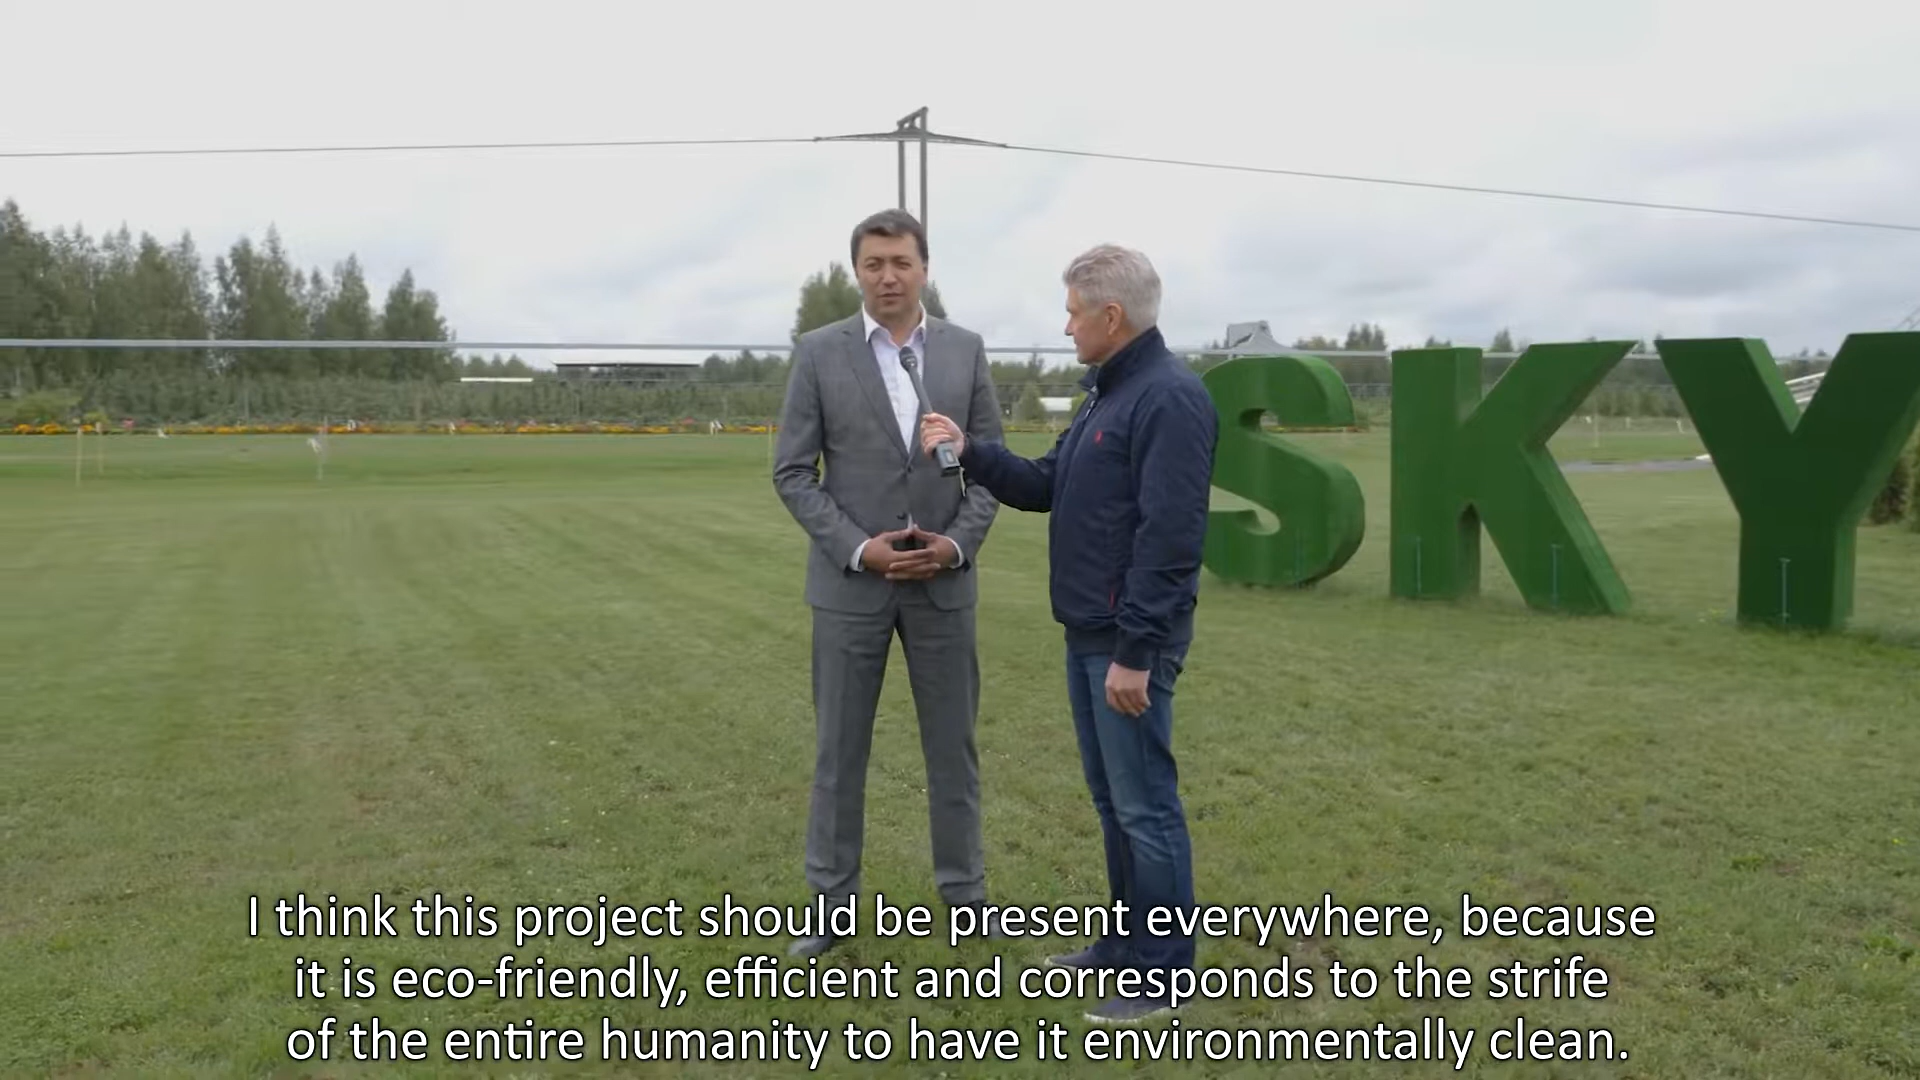 SKY
I think this project should be present everywhere, because
it is eco-friendly, efficient and corresponds to the strife
of the entire humanity to have it environmentally clean.